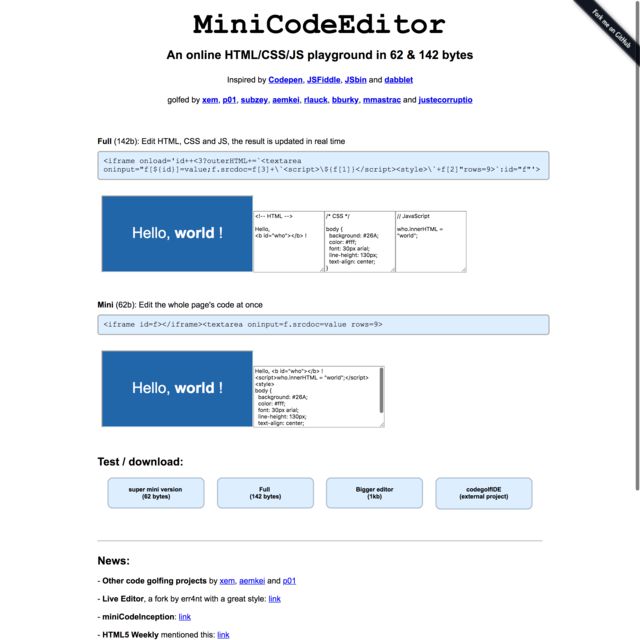 MiniCodeEditor
Fork me on GitHub
An online HTML/CSS/JS playground in 62 & 142 bytes
Inspired by Codepen, JSFiddle, JSbin and dabblet
golfed by xem, p01, subzey, aemkei, rlauck, bburky, mmastrac and justecorruptio
Full (142b): Edit HTML, CSS and JS, the result is updated in real time
<iframe onload='id++<3?outerHTML+=`<textarea
oninput="f[${id}]=value;f.srcdoc=f[3]+\`<script>\${f[1]}</script><style>\`+f[2]"rows=9>`:id="f"'>
Hello, world !
<!-- HTML -->
Hello,
<b id="who"></b> !
/* CSS */
body {
background: #26A;
color: #fff;
font: 30px arial;
line-height: 130px;
text-align: center;
}
// JavaScript
who.innerHTML =
"world";
Mini (62b): Edit the whole page's code at once
<iframe id=f></iframe><textarea oninput=f.srcdoc=value rows=9>
Hello, world !
Hello, <b id="who"></b> !
<script>who.innerHTML = "world";</script>
<style>
body {
background: #26A;
color: #fff;
font: 30px arial;
line-height: 130px;
text-align: center;
Test / download:
super mini version
(62 bytes)
Full
(142 bytes)
Bigger editor
(1kb)
codegolfIDE
(external project)
News:
- Other code golfing projects by xem, aemkei and p01
- Live Editor, a fork by err4nt with a great style: link
- miniCodeInception: link
- HTML5 Weekly mentioned this: link